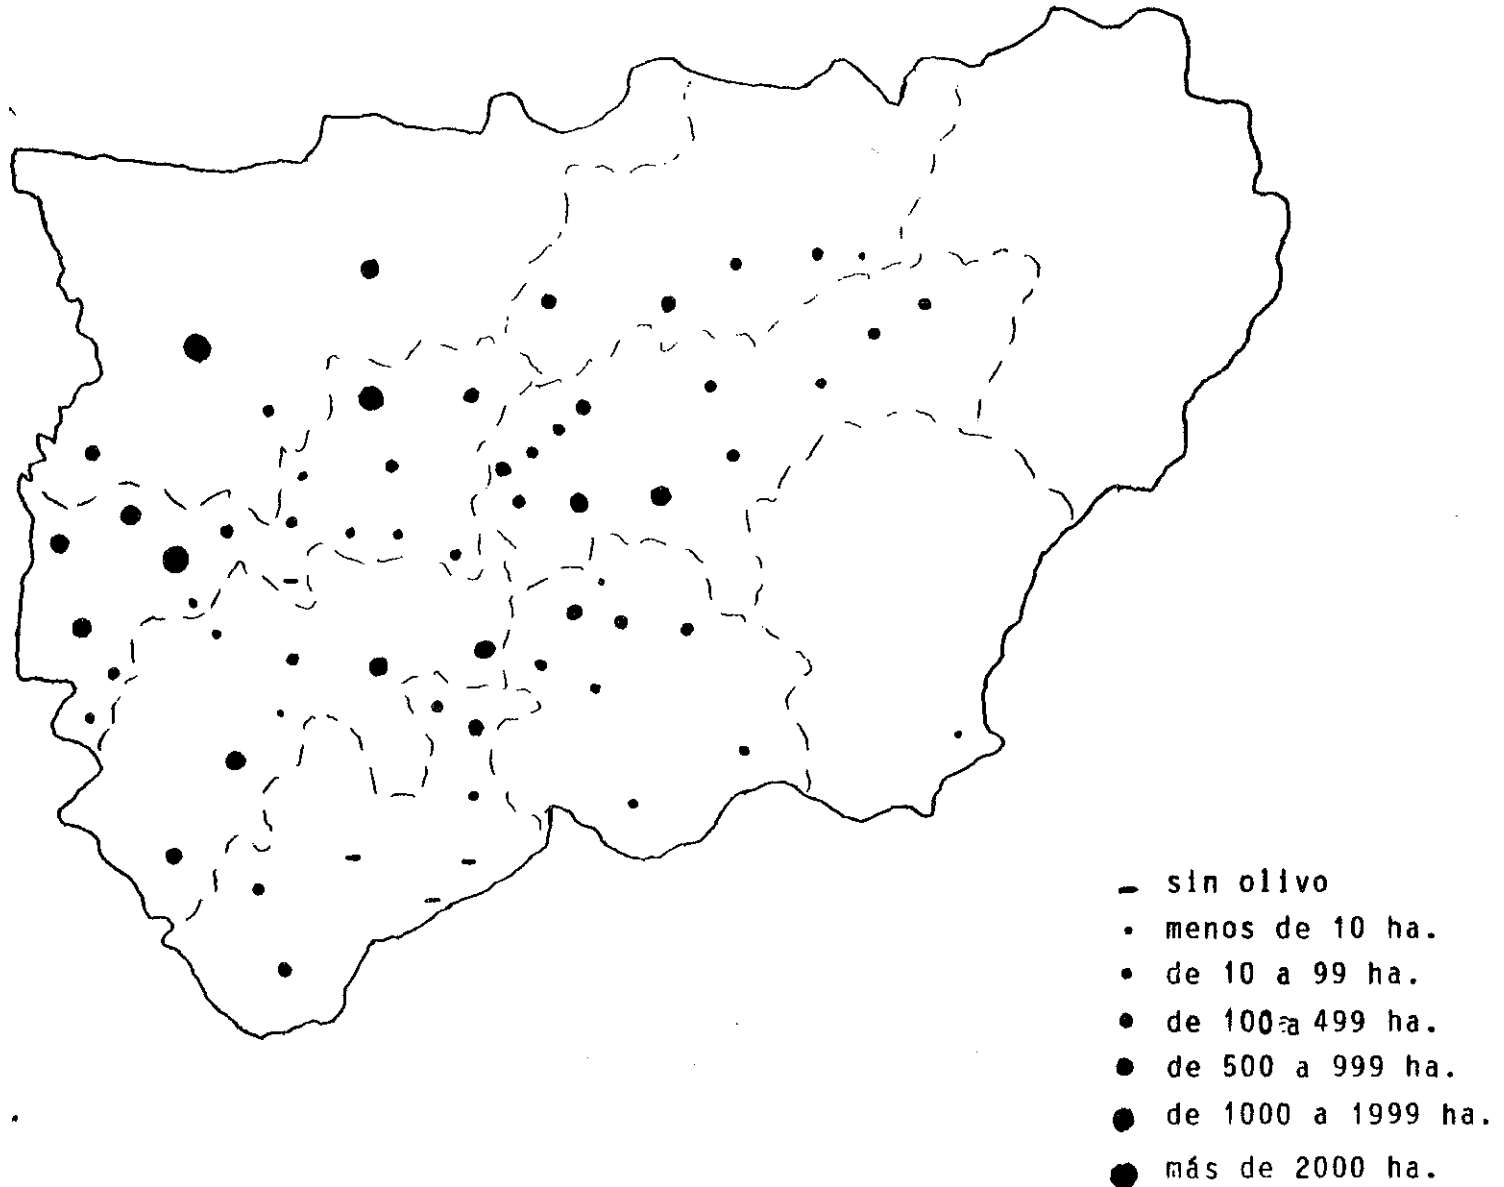 sin olivo
menos de 10 ha.
de 10 a 99 ha.
de 100 a 499 ha.
de 500 a 999 ha.
de 1000 a 1999 ha.
más de 2000 ha.